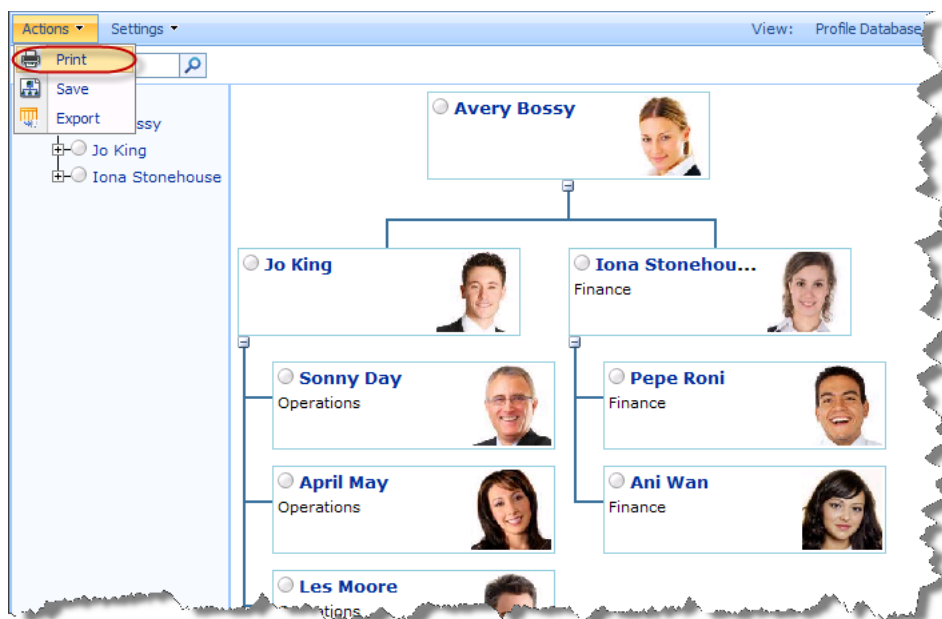 Actions Settings View: Profile Database
Print
Save
Export
ssy
Jo King
Iona Stonehouse
Avery Bossy
Jo King
Iona Stonehou...
Finance
Sonny Day
Operations
Pepe Roni
Finance
April May
Operations
Ani Wan
Finance
Les Moore
ations